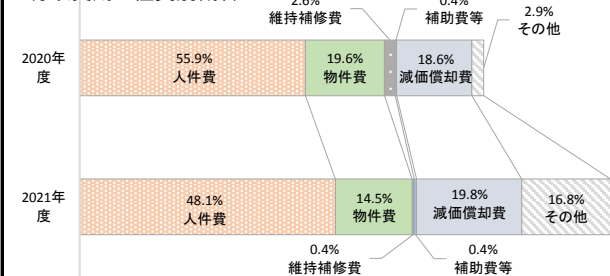 2.6%
維持補修費
0.4%
補助費等
2.9%
その他
2020年
度
55.9%
人件費
19.6%
物件費
18.6%
減価償却費
2021年
度
48.1%
人件費
14.5%
物件費
19.8%
減価償却費
16.8%
その他
0.4%
維持補修費
0.4%
補助費等